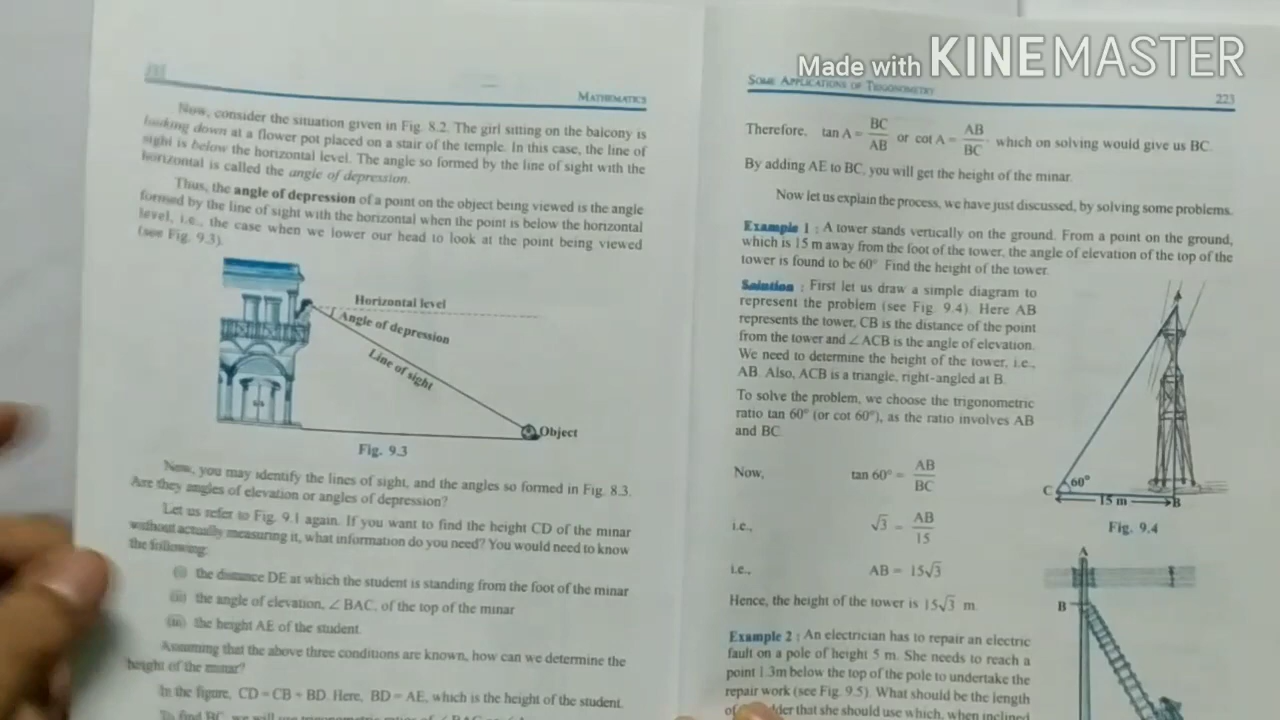 Made with KINEMASTER
MATHEMATICS
Now, consider the situation given in Fig. 8.2. The girl sitting on the balcony is
looking down at a flower pot placed on a stair of the temple. In this case, the line of
sight is below the horizontal level. The angle so formed by the line of sight with the
horizontal is called the angle of depression.
Thus, the angle of depression of a point on the object being viewed is the angle
formed by the line of sight with the horizontal when the point is below the horizontal
level, i.e., the case when we lower our head to look at the point being viewed
(see Fig. 9.3).
Horizontal level
Angle of depression
Line of sight
Object
Fig. 9.3
Now, you may identify the lines of sight, and the angles so formed in Fig. 8.3.
Are they angles of elevation or angles of depression?
Let us refer to Fig. 9.1 again. If you want to find the height CD of the minar
without actually measuring it, what information do you need? You would need to know
the following:
(i) the distance DE at which the student is standing from the foot of the minar
(ii) the angle of elevation, ∠ BAC, of the top of the minar
(iii) the height AE of the student.
Assuming that the above three conditions are known, how can we determine the
height of the minar?
In the figure, CD = CB + BD. Here, BD = AE, which is the height of the student.
To find BC, we will use trigonometric ratios of ∠ BAC
SOME APPLICATIONS OF TRIGONOMETRY
223
Therefore, tan A = BC/AB or cot A = AB/BC, which on solving would give us BC.
By adding AE to BC, you will get the height of the minar.
Now let us explain the process, we have just discussed, by solving some problems.
Example 1 : A tower stands vertically on the ground. From a point on the ground,
which is 15 m away from the foot of the tower, the angle of elevation of the top of the
tower is found to be 60°. Find the height of the tower.
Solution : First let us draw a simple diagram to
represent the problem (see Fig. 9.4). Here AB
represents the tower, CB is the distance of the point
from the tower and ∠ ACB is the angle of elevation.
We need to determine the height of the tower, i.e.,
AB. Also, ACB is a triangle, right-angled at B.
To solve the problem, we choose the trigonometric
ratio tan 60° (or cot 60°), as the ratio involves AB
and BC.
Now, tan 60° = AB/BC
i.e., √3 = AB/15
i.e., AB = 15√3
Hence, the height of the tower is 15√3 m.
A
60°
C
15 m
B
Fig. 9.4
Example 2 : An electrician has to repair an electric
fault on a pole of height 5 m. She needs to reach a
point 1.3m below the top of the pole to undertake the
repair work (see Fig. 9.5). What should be the length
of ladder that she should use which, when inclined
A
B